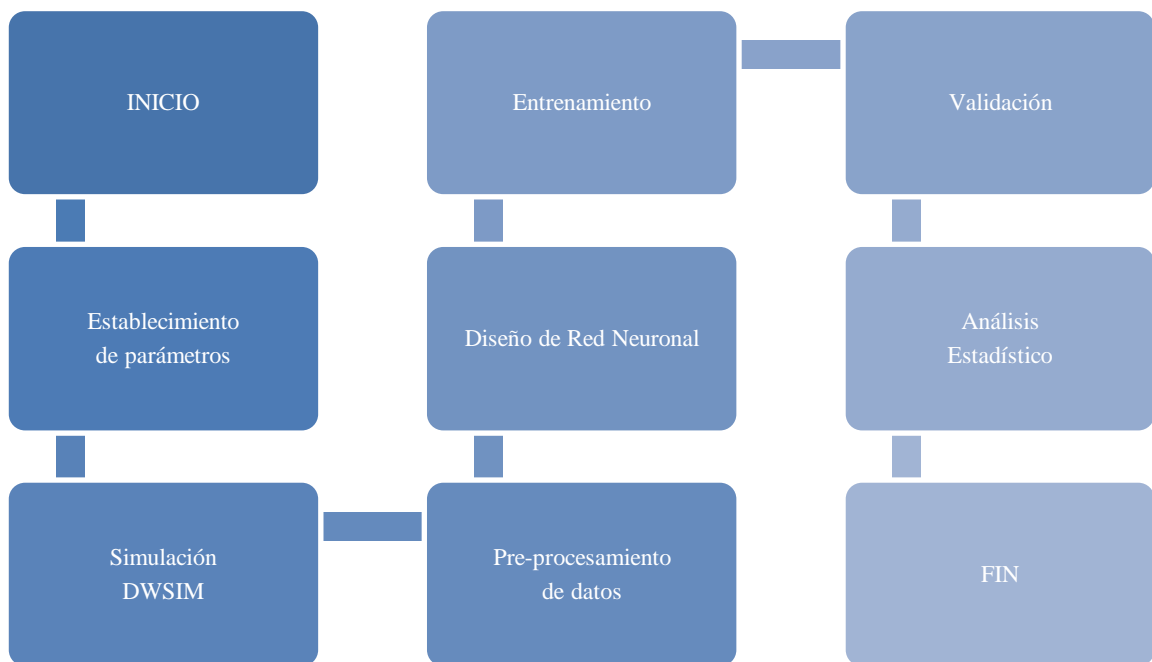 INICIO
Establecimiento
de parámetros
Simulación
DWSIM
Pre-procesamiento
de datos
Diseño de Red Neuronal
Entrenamiento
Validación
Análisis
Estadístico
FIN